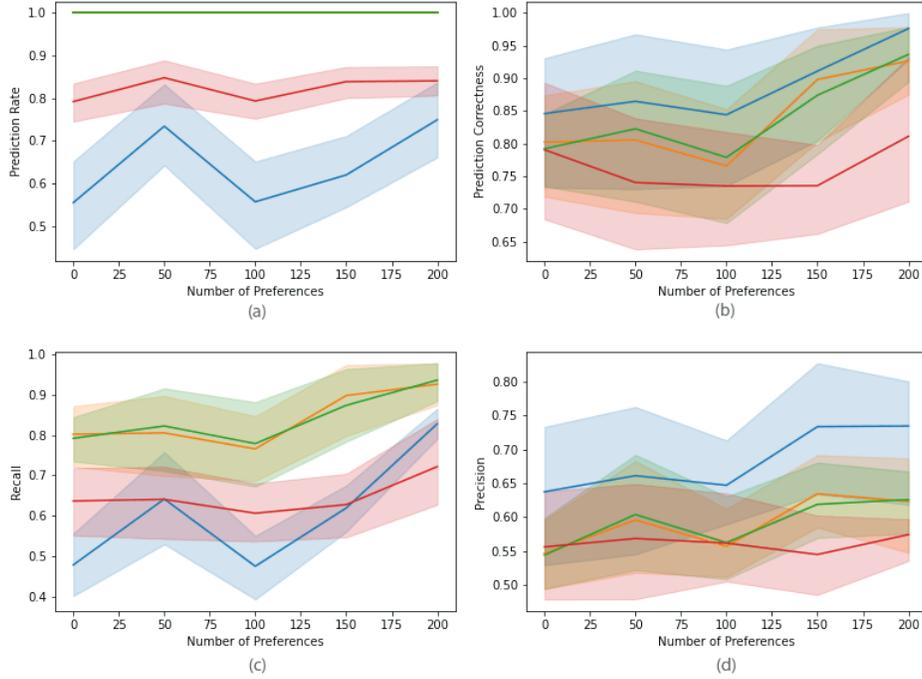 1.0
0.9
0.8
0.7
0.6
0.5
Prediction Rate
0 25 50 75 100 125 150 175 200
Number of Preferences
(a)
1.00
0.95
0.90
0.85
0.80
0.75
0.70
0.65
Prediction Correctness
0 25 50 75 100 125 150 175 200
Number of Preferences
(b)
1.0
0.9
0.8
0.7
0.6
0.5
0.4
Recall
0 25 50 75 100 125 150 175 200
Number of Preferences
(c)
0.80
0.75
0.70
0.65
0.60
0.55
0.50
Precision
0 25 50 75 100 125 150 175 200
Number of Preferences
(d)